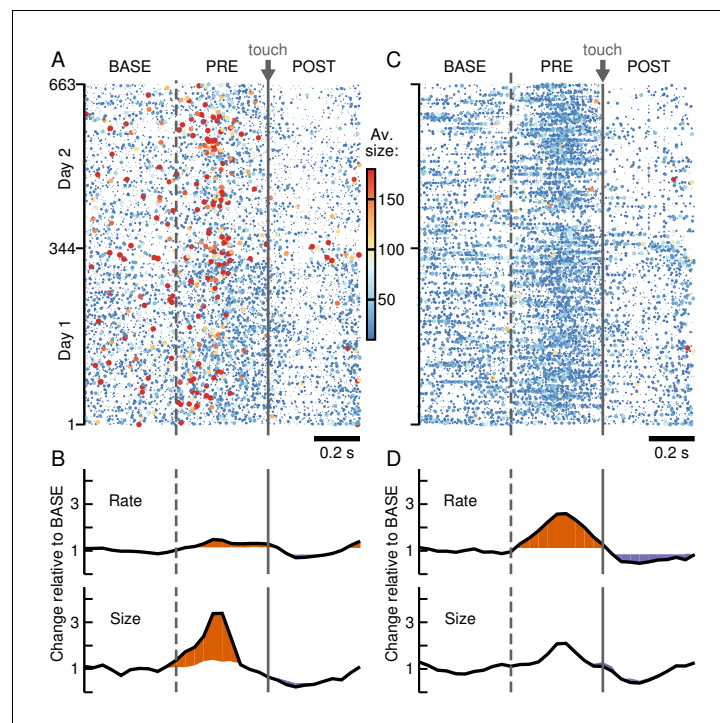 touch
touch
A
BASE
PRE
POST
C
BASE
PRE
POST
663
Day 2
344
Day 1
1
Av.
size:
150
100
50
0.2 s
0.2 s
B
D
Change relative to BASE
Rate
3
1
Size
3
1
Change relative to BASE
Rate
3
1
Size
3
1